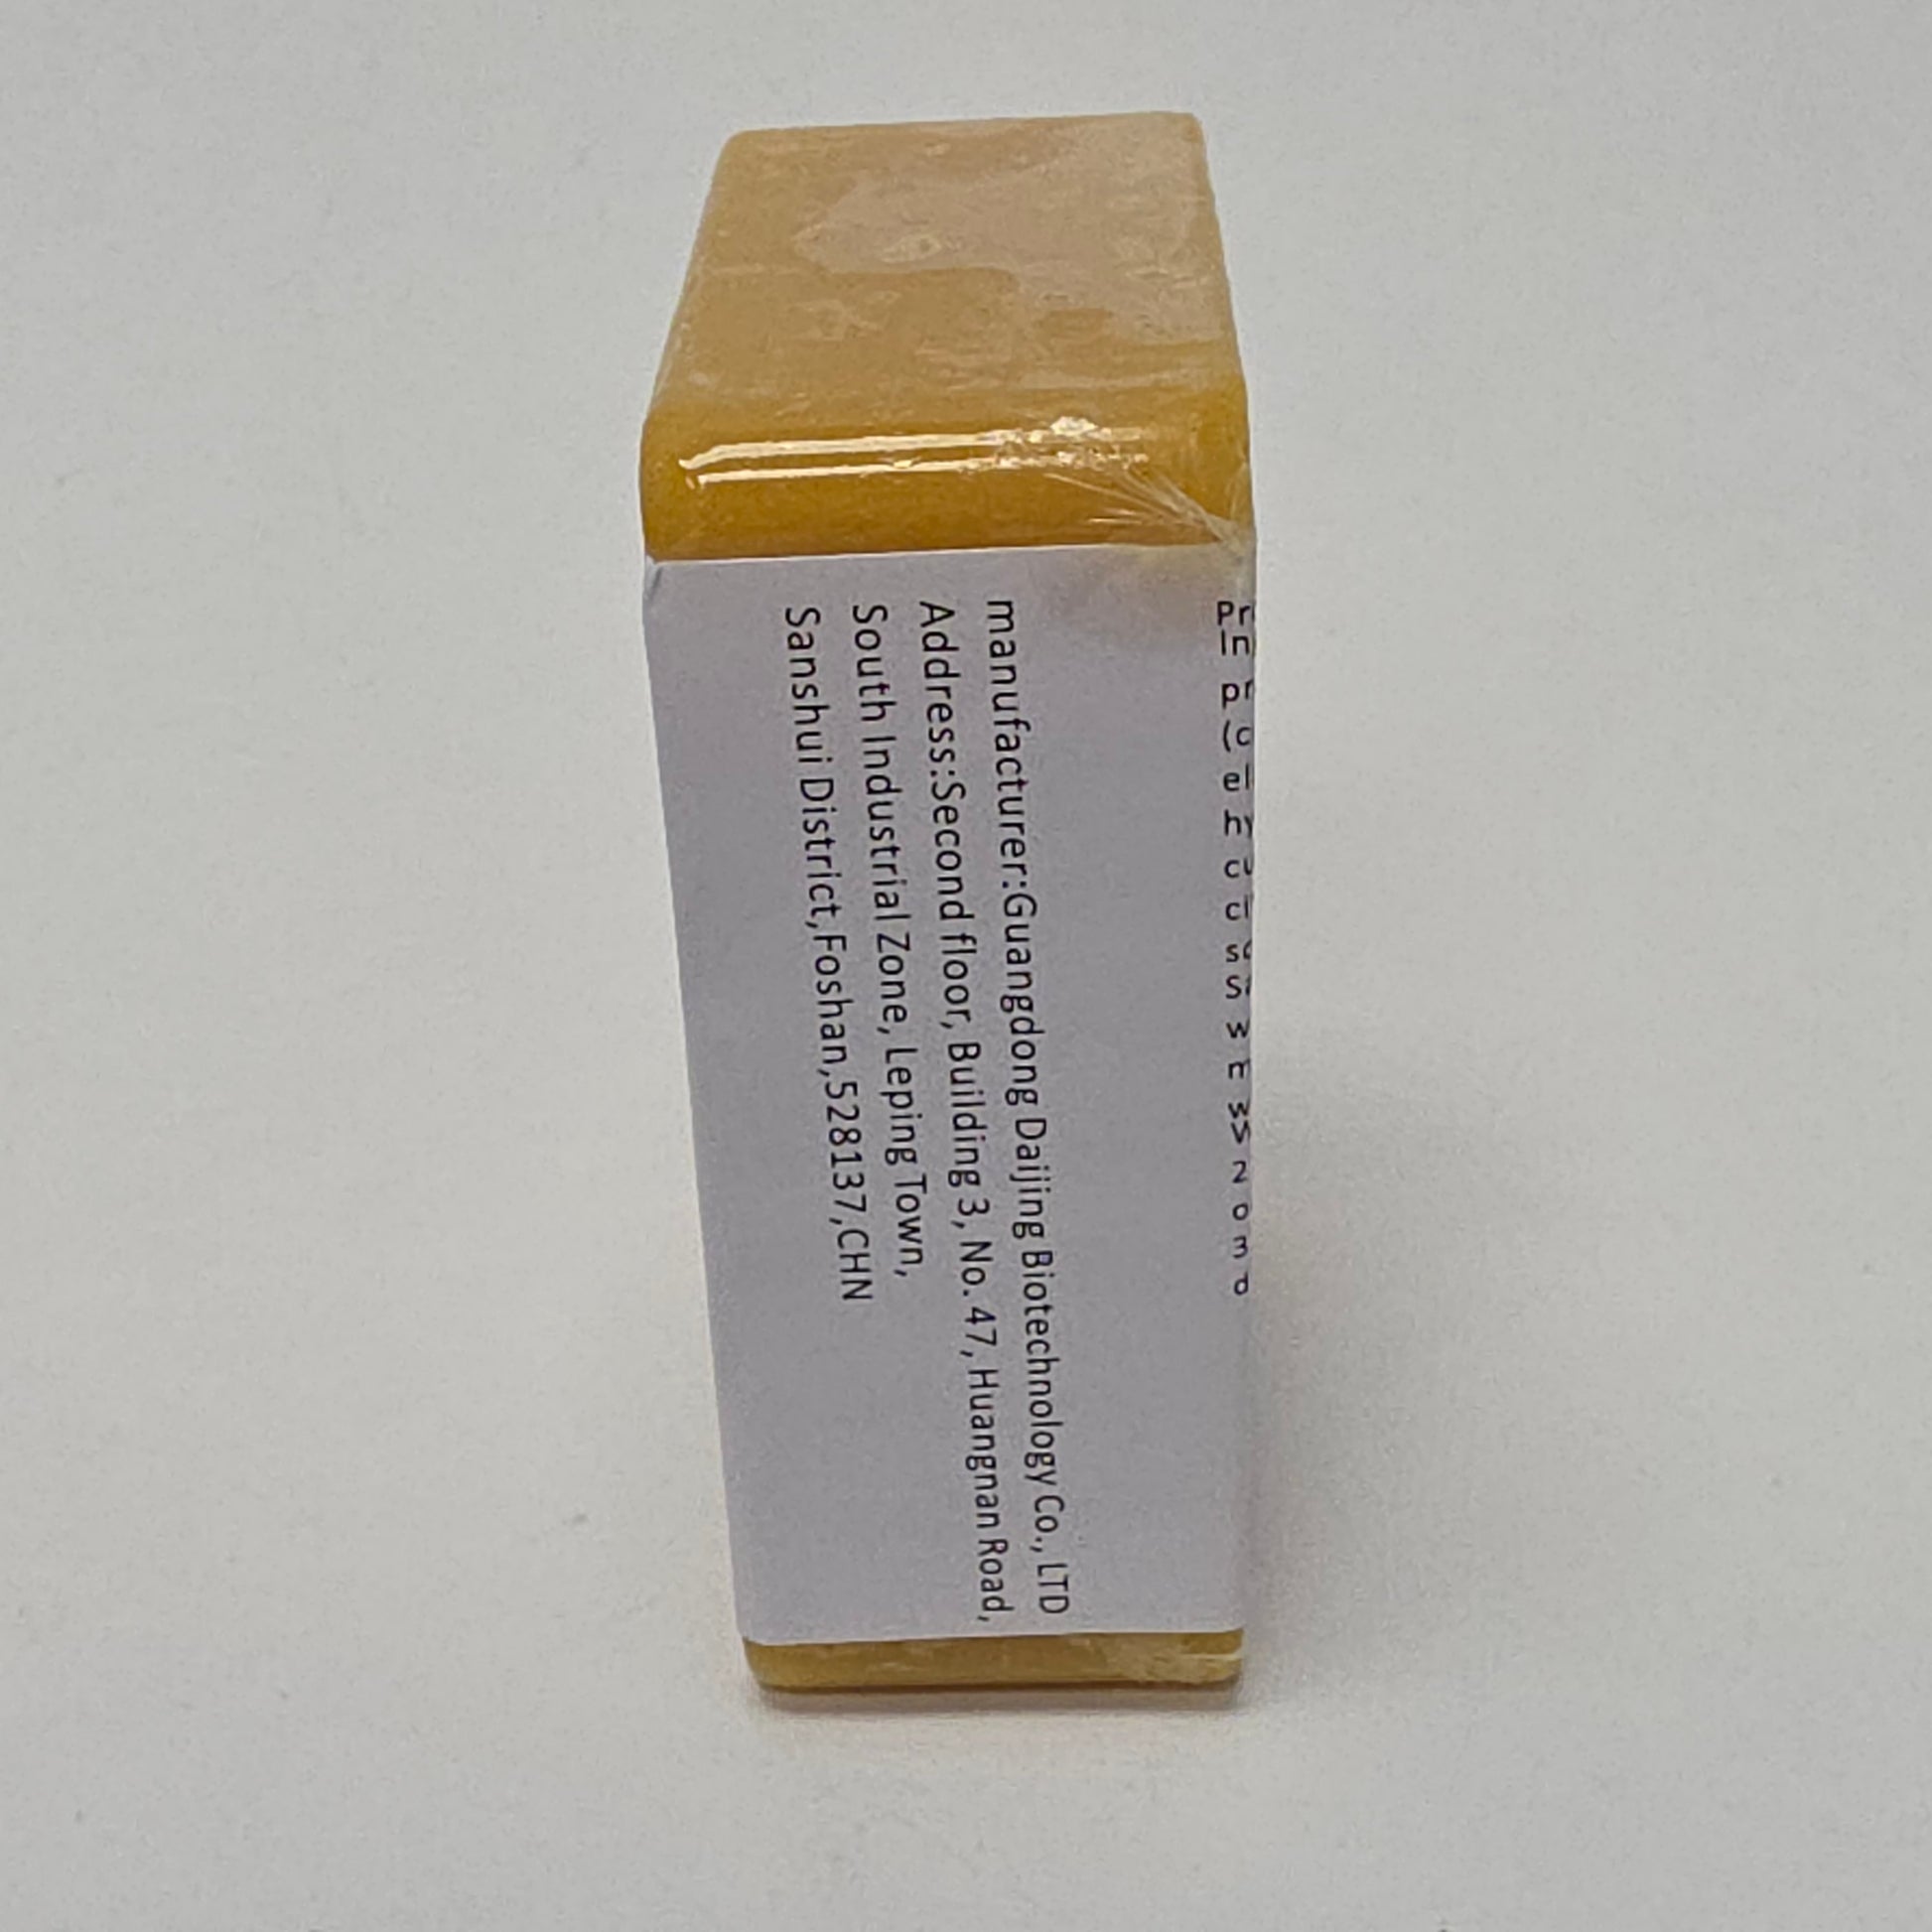 manufacturer:Guangdong Daijing Biotechnology Co., LTD
Address:Second floor, Building 3, No. 47, Huangnan Road,
South Industrial Zone, Leping Town,
Sanshui District,Foshan,528137,CHN